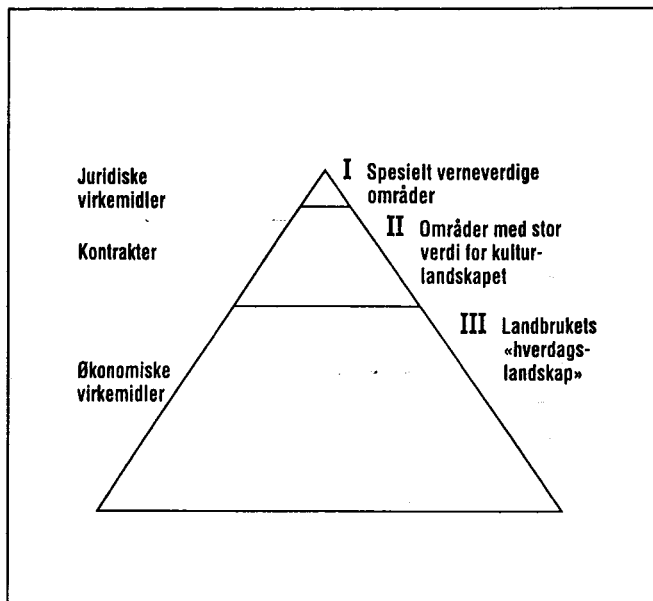 Juridiske
virkemidler
I Spesielt verneverdige
områder
Kontrakter
II Områder med stor
verdi for kultur-
landskapet
Økonomiske
virkemidler
III Landbrukets
«hverdags-
landskap»